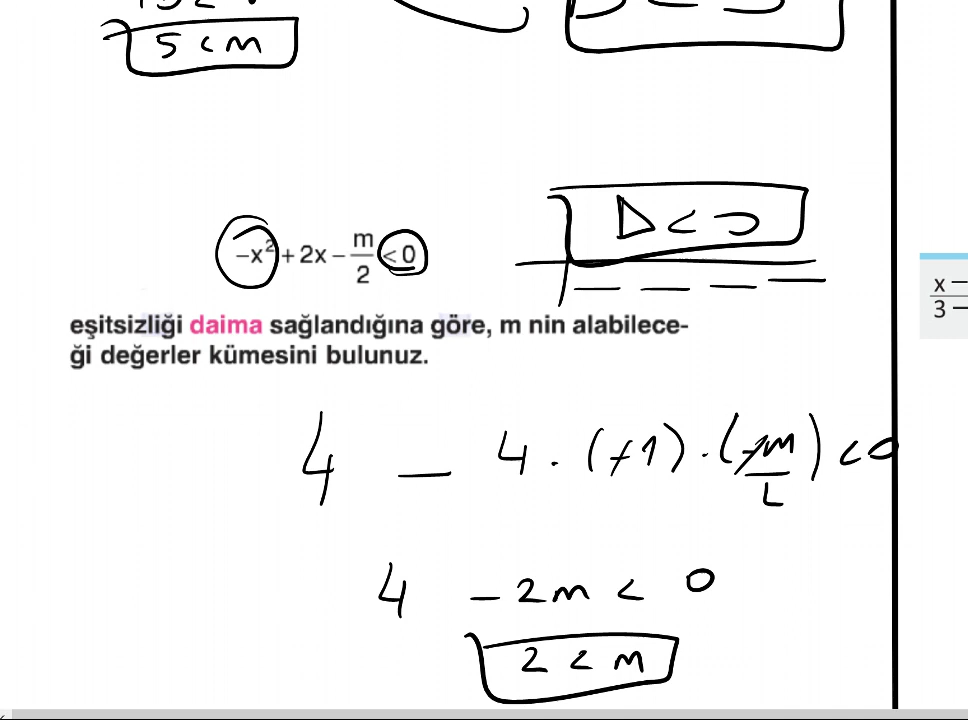 5 < m
-x² + 2x - m/2 < 0
Δ < 0
eşitsizliği daima sağlandığına göre, m nin alabilece-
ği değerler kümesini bulunuz.
x –
3 –
4 - 4 . (-1) . (-m/2) < 0
4 - 2m < 0
2 < m